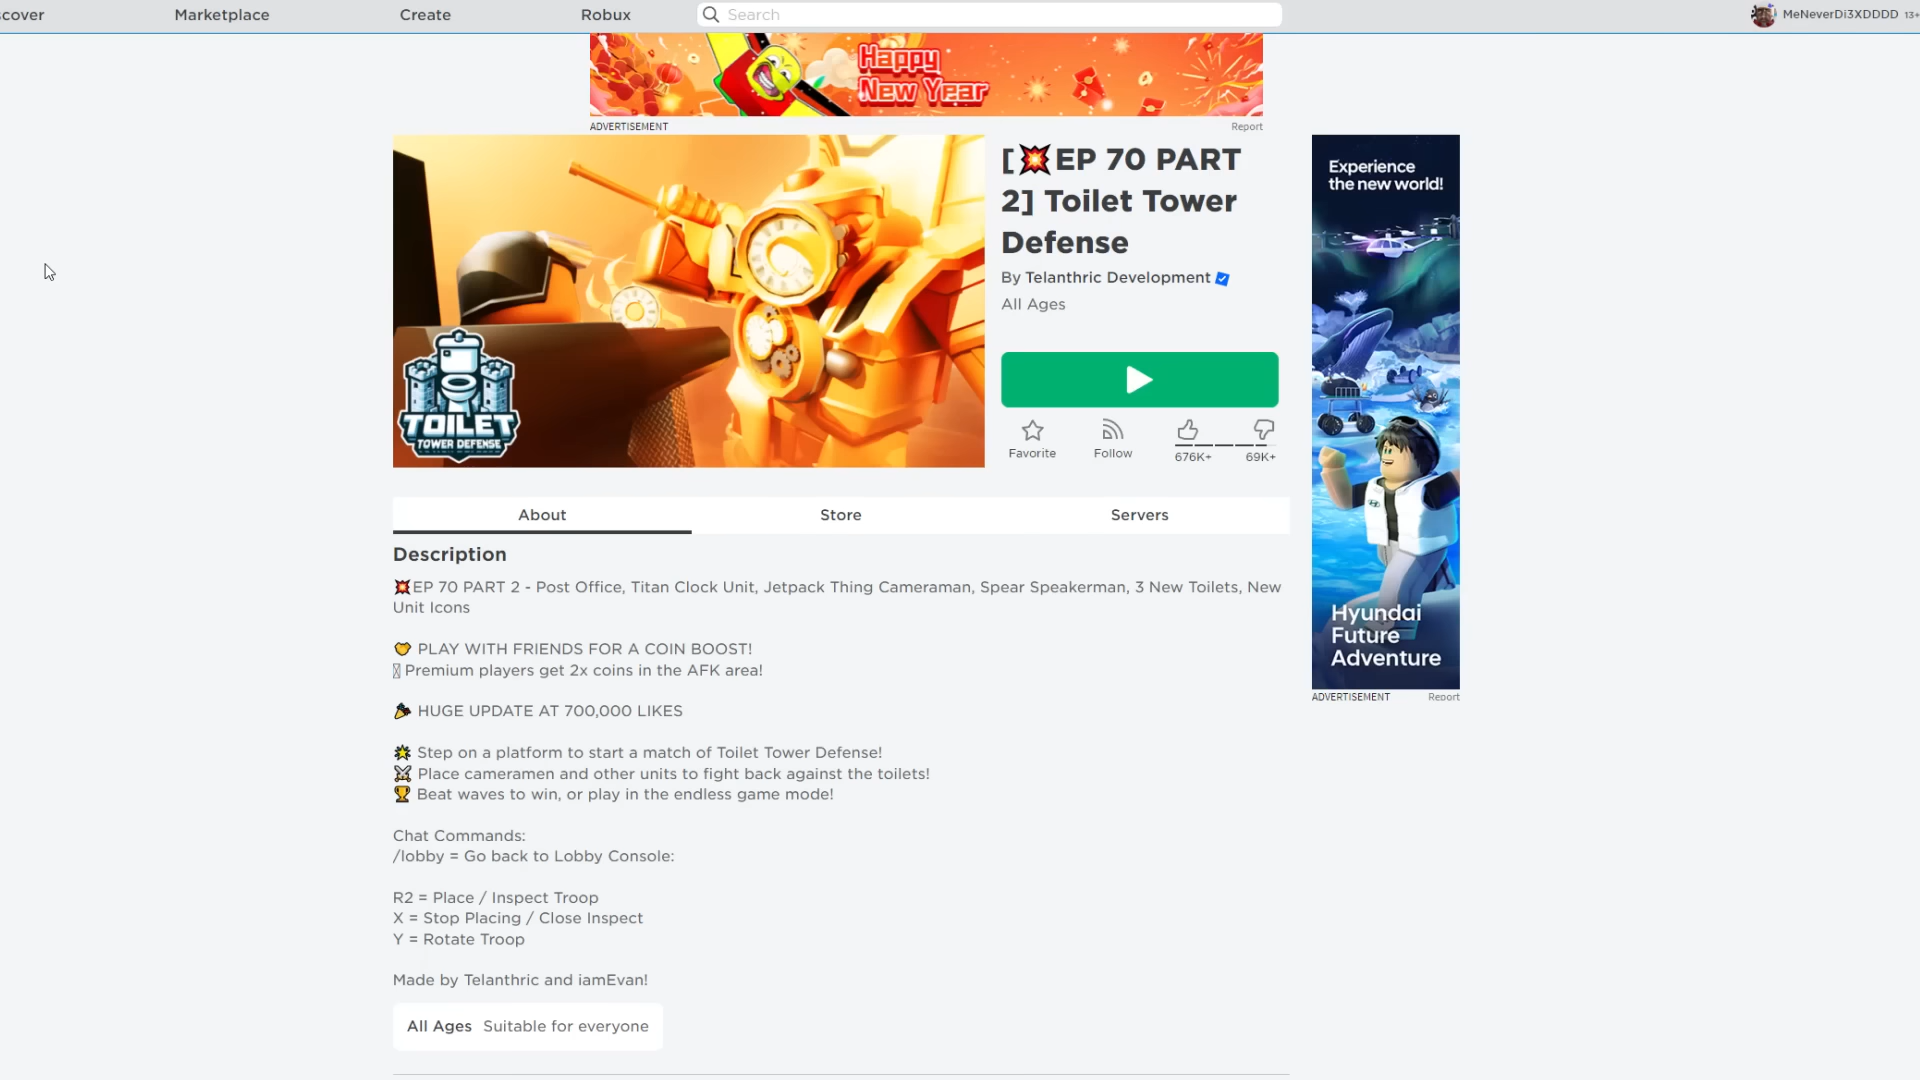 cover Marketplace Create Robux Search MeNeverDi3XDDDD 13+
Happy
New Year
ADVERTISEMENT Report
[💥EP 70 PART
2] Toilet Tower
Defense
By Telanthric Development
All Ages
Favorite Follow 676K+ 69K+
TOILET
TOWER DEFENSE
Experience
the new world!
Hyundai
Future
Adventure
ADVERTISEMENT Report
About Store Servers
Description
💥EP 70 PART 2 - Post Office, Titan Clock Unit, Jetpack Thing Cameraman, Spear Speakerman, 3 New Toilets, New
Unit Icons
PLAY WITH FRIENDS FOR A COIN BOOST!
Premium players get 2x coins in the AFK area!
🎉 HUGE UPDATE AT 700,000 LIKES
🌟 Step on a platform to start a match of Toilet Tower Defense!
⚔️ Place cameramen and other units to fight back against the toilets!
🏆 Beat waves to win, or play in the endless game mode!
Chat Commands:
/lobby = Go back to Lobby Console:
R2 = Place / Inspect Troop
X = Stop Placing / Close Inspect
Y = Rotate Troop
Made by Telanthric and iamEvan!
All Ages Suitable for everyone